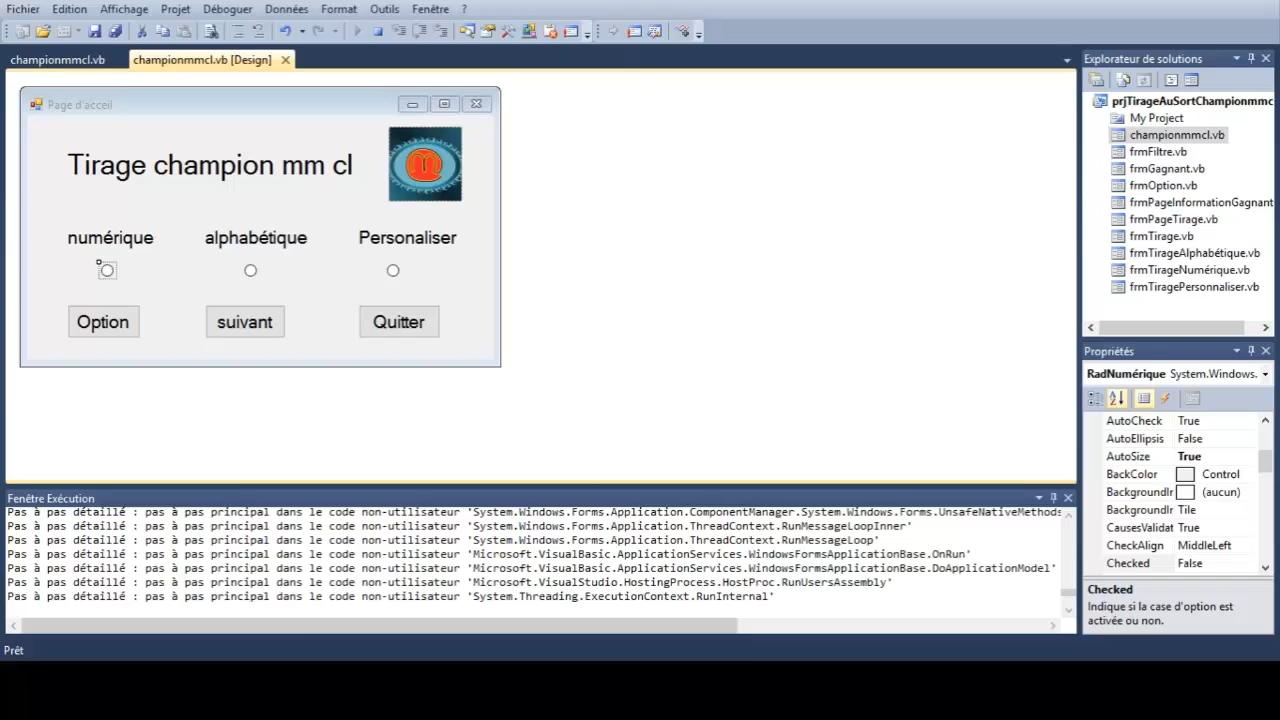 Fichier Edition Affichage Projet Déboguer Données Format Outils Fenêtre ?
championmmcl.vb championmmcl.vb [Design]
Page d'acceil
Tirage champion mm cl
numérique alphabétique Personaliser
Option suivant Quitter
Explorateur de solutions
prjTirageAuSortChampionmmc
My Project
championmmcl.vb
frmFiltre.vb
frmGagnant.vb
frmOption.vb
frmPageInformationGagnant
frmPageTirage.vb
frmTirage.vb
frmTirageAlphabétique.vb
frmTirageNumérique.vb
frmTiragePersonnaliser.vb
Propriétés
RadNumérique System.Windows.
AutoCheck True
AutoEllipsis False
AutoSize True
BackColor Control
BackgroundIr (aucun)
BackgroundIr Tile
CausesValidat True
CheckAlign MiddleLeft
Checked False
Checked
Indique si la case d'option est
activée ou non.
Fenêtre Exécution
Pas à pas détaillé : pas à pas principal dans le code non-utilisateur 'System.Windows.Forms.Application.ComponentManager.System.Windows.Forms.UnsafeNativeMethods
Pas à pas détaillé : pas à pas principal dans le code non-utilisateur 'System.Windows.Forms.Application.ThreadContext.RunMessageLoopInner'
Pas à pas détaillé : pas à pas principal dans le code non-utilisateur 'System.Windows.Forms.Application.ThreadContext.RunMessageLoop'
Pas à pas détaillé : pas à pas principal dans le code non-utilisateur 'Microsoft.VisualBasic.ApplicationServices.WindowsFormsApplicationBase.OnRun'
Pas à pas détaillé : pas à pas principal dans le code non-utilisateur 'Microsoft.VisualBasic.ApplicationServices.WindowsFormsApplicationBase.DoApplicationModel'
Pas à pas détaillé : pas à pas principal dans le code non-utilisateur 'Microsoft.VisualStudio.HostingProcess.HostProc.RunUsersAssembly'
Pas à pas détaillé : pas à pas principal dans le code non-utilisateur 'System.Threading.ExecutionContext.RunInternal'
Prêt